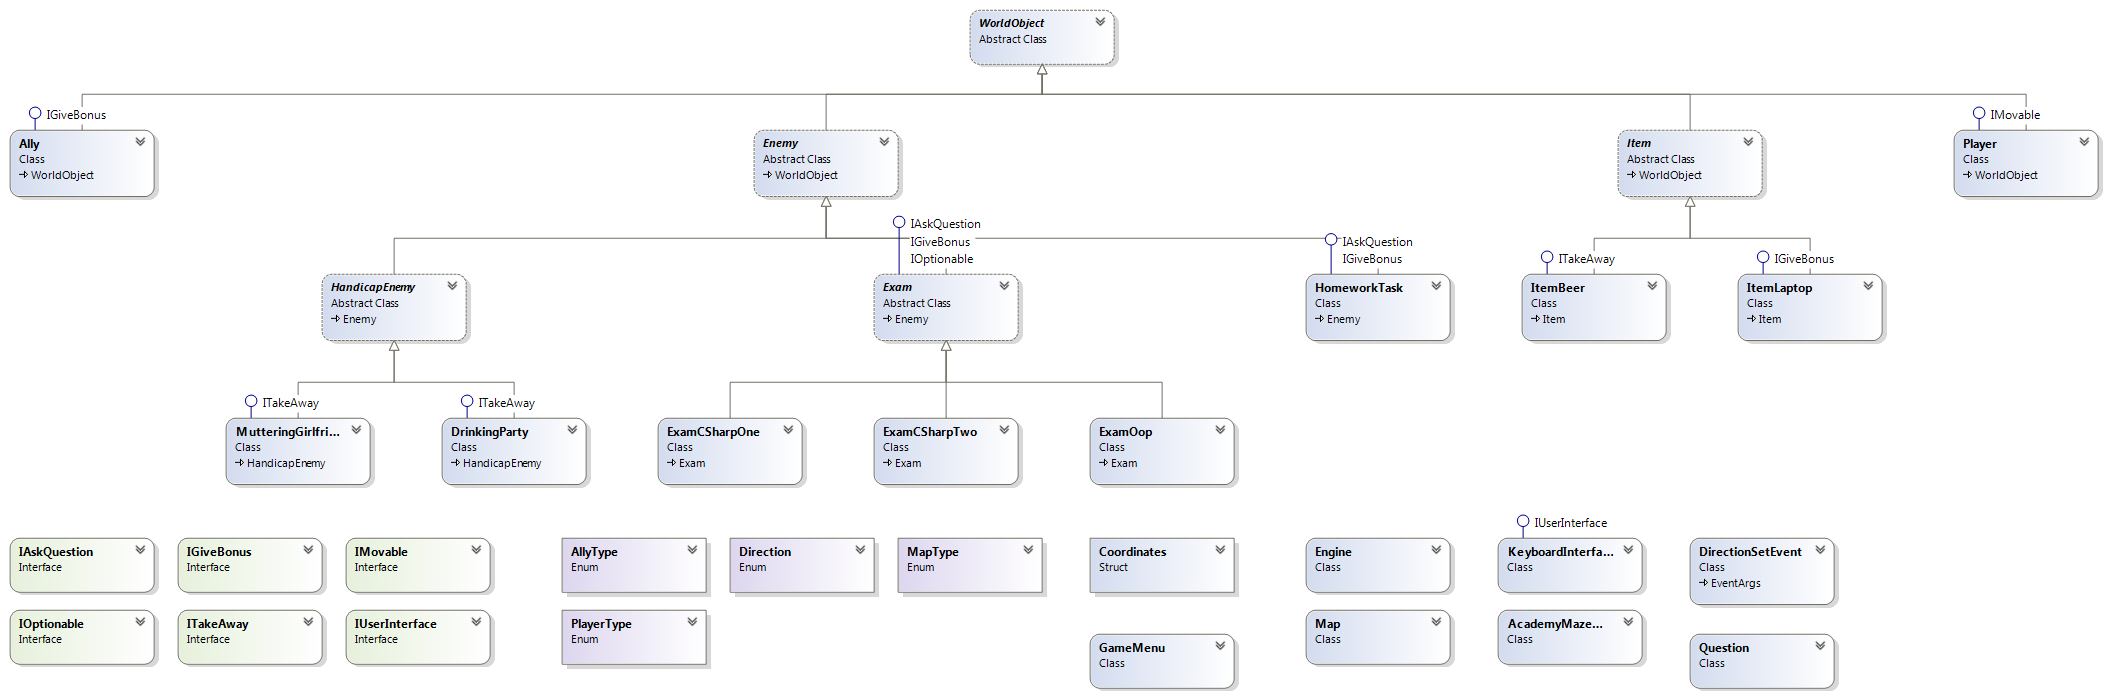 WorldObject
Abstract Class
IGiveBonus
Ally
Class
WorldObject
Enemy
Abstract Class
WorldObject
Item
Abstract Class
WorldObject
IMovable
Player
Class
WorldObject
HandicapEnemy
Abstract Class
Enemy
IAskQuestion
IGiveBonus
IOptionable
Exam
Abstract Class
Enemy
IAskQuestion
IGiveBonus
HomeworkTask
Class
Enemy
ITakeAway
ItemBeer
Class
Item
IGiveBonus
ItemLaptop
Class
Item
ITakeAway
MutteringGirlfri...
Class
HandicapEnemy
ITakeAway
DrinkingParty
Class
HandicapEnemy
ExamCSharpOne
Class
Exam
ExamCSharpTwo
Class
Exam
ExamOop
Class
Exam
IAskQuestion
Interface
IGiveBonus
Interface
IMovable
Interface
AllyType
Enum
Direction
Enum
MapType
Enum
Coordinates
Struct
Engine
Class
IUserInterface
KeyboardInterfa...
Class
DirectionSetEvent
Class
EventArgs
IOptionable
Interface
ITakeAway
Interface
IUserInterface
Interface
PlayerType
Enum
GameMenu
Class
Map
Class
AcademyMaze...
Class
Question
Class